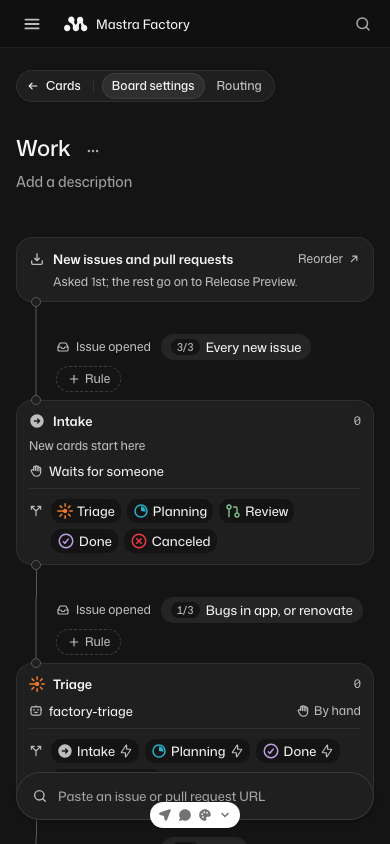 Mastra Factory
Cards
Board settings
Routing
Work
Add a description
New issues and pull requests
Reorder
Asked 1st; the rest go on to Release Preview.
Issue opened
3/3 Every new issue
+ Rule
Intake
0
New cards start here
Waits for someone
Triage
Planning
Review
Done
Canceled
Issue opened
1/3 Bugs in app, or renovate
+ Rule
Triage
0
factory-triage
By hand
Intake
Planning
Done
Paste an issue or pull request URL